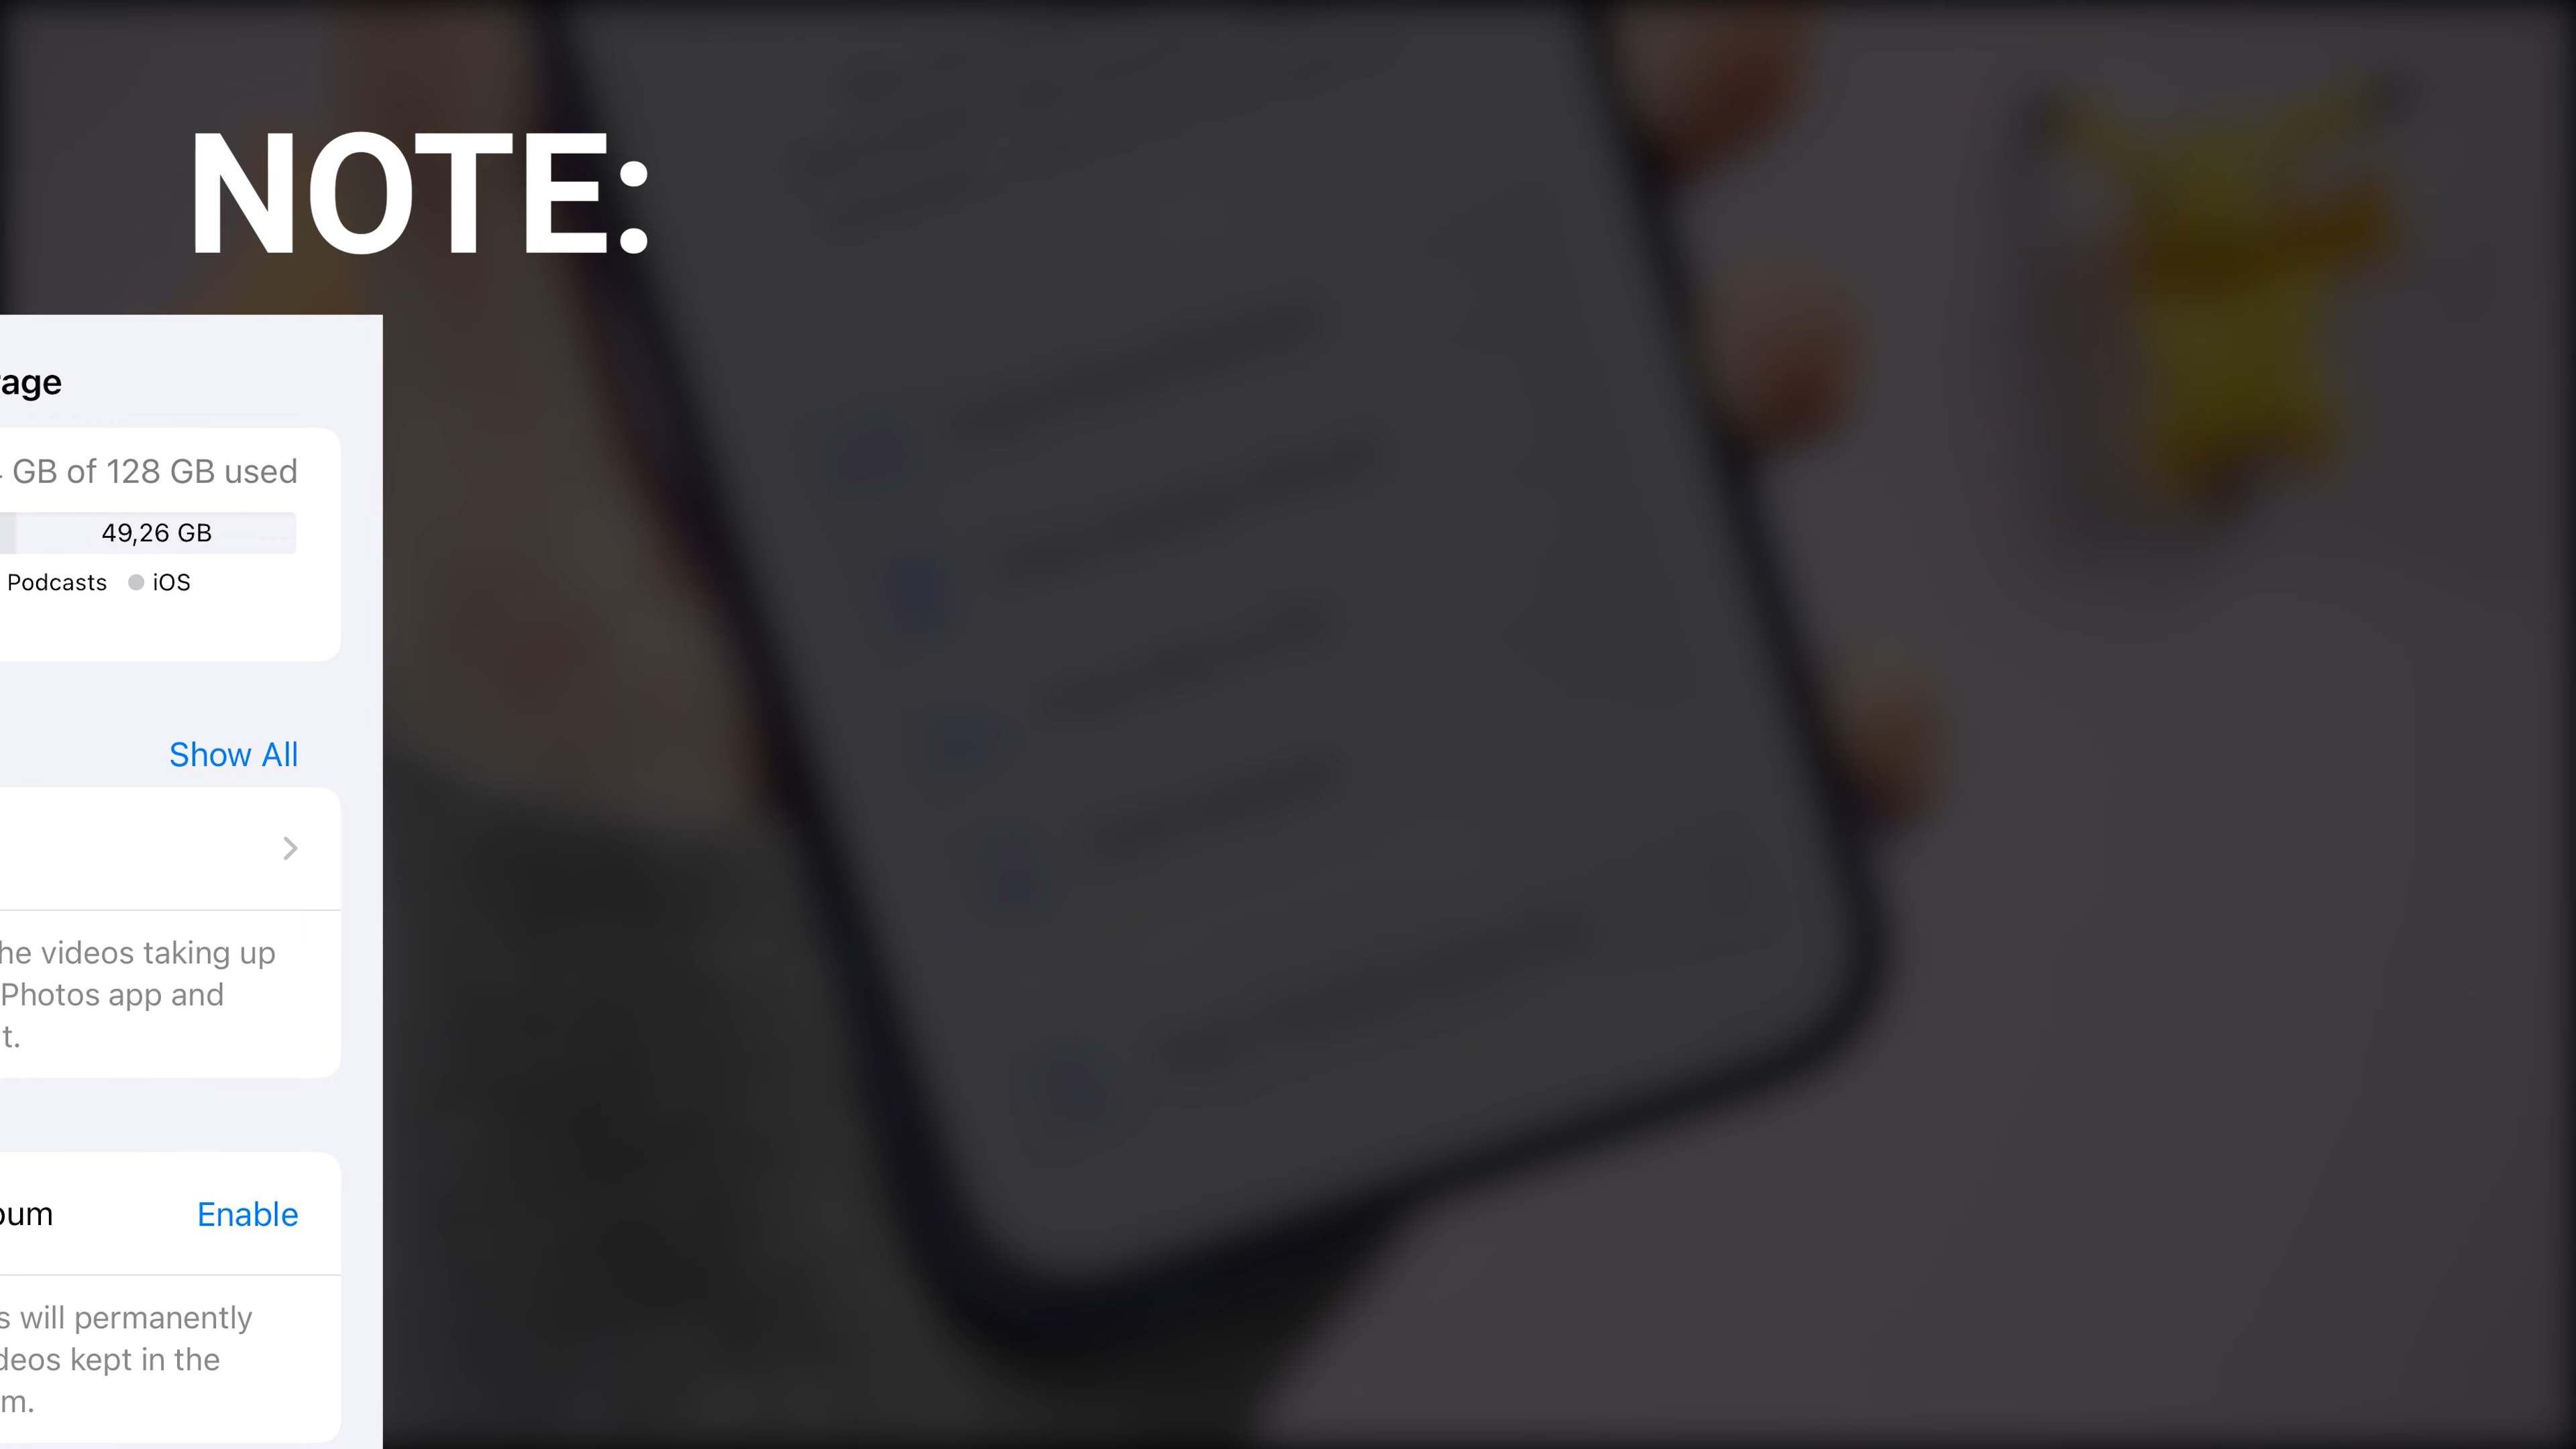 NOTE:
age
GB of 128 GB used
49,26 GB
Podcasts iOS
Show All
he videos taking up
Photos app and
t.
um Enable
s will permanently
deos kept in the
m.